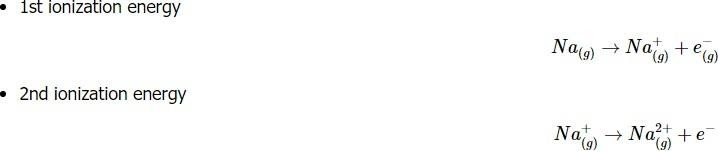 • 1st ionization energy
Na(g) → Na⁺(g) + e⁻(g)
• 2nd ionization energy
Na⁺(g) → Na²⁺(g) + e⁻